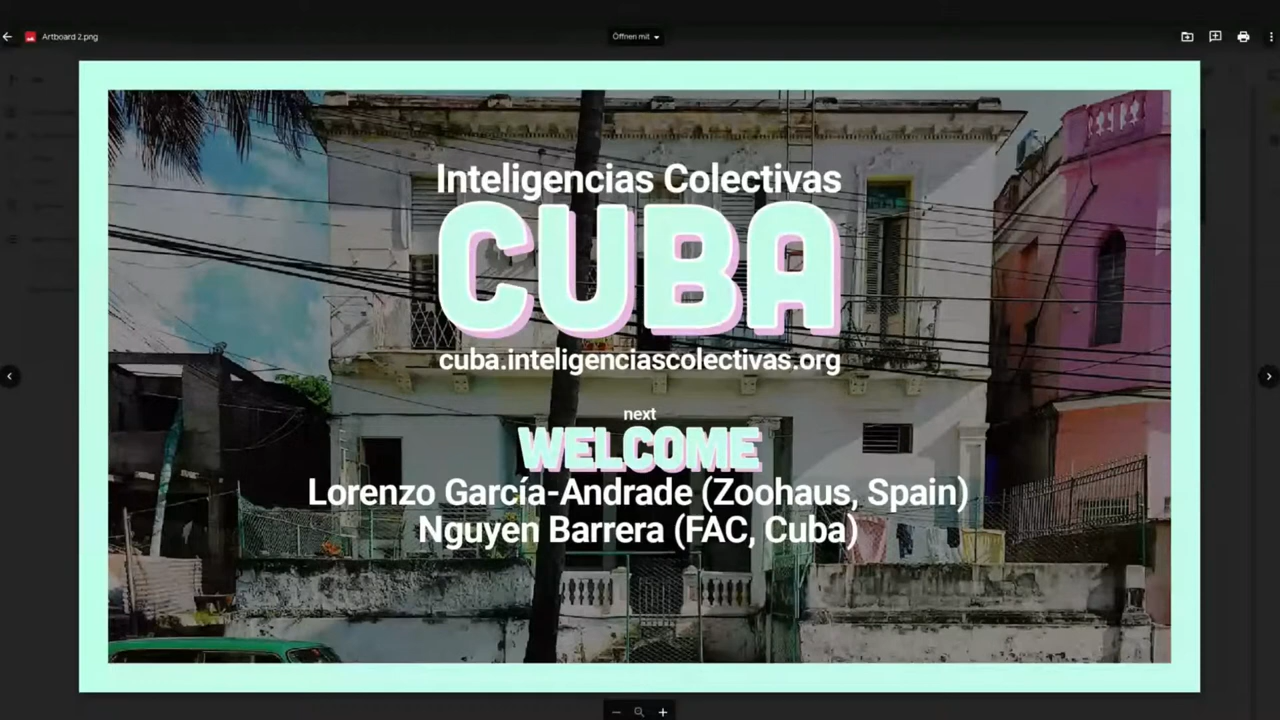 Artboard 2.png
Öffnen mit
Inteligencias Colectivas
CUBA
cuba.inteligenciascolectivas.org
next
WELCOME
Lorenzo García-Andrade (Zoohaus, Spain)
Nguyen Barrera (FAC, Cuba)